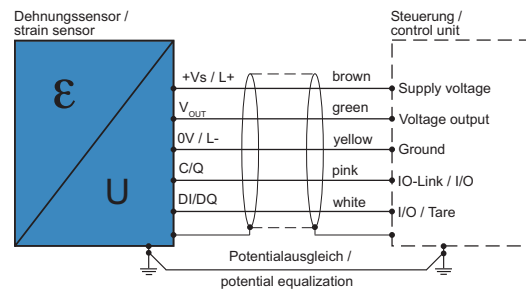 Dehnungssensor /
strain sensor
Steuerung /
control unit
ε
U
+Vs / L+
brown
Supply voltage
VOUT
green
Voltage output
0V / L-
yellow
Ground
C/Q
pink
IO-Link / I/O
DI/DQ
white
I/O / Tare
Potentialausgleich /
potential equalization